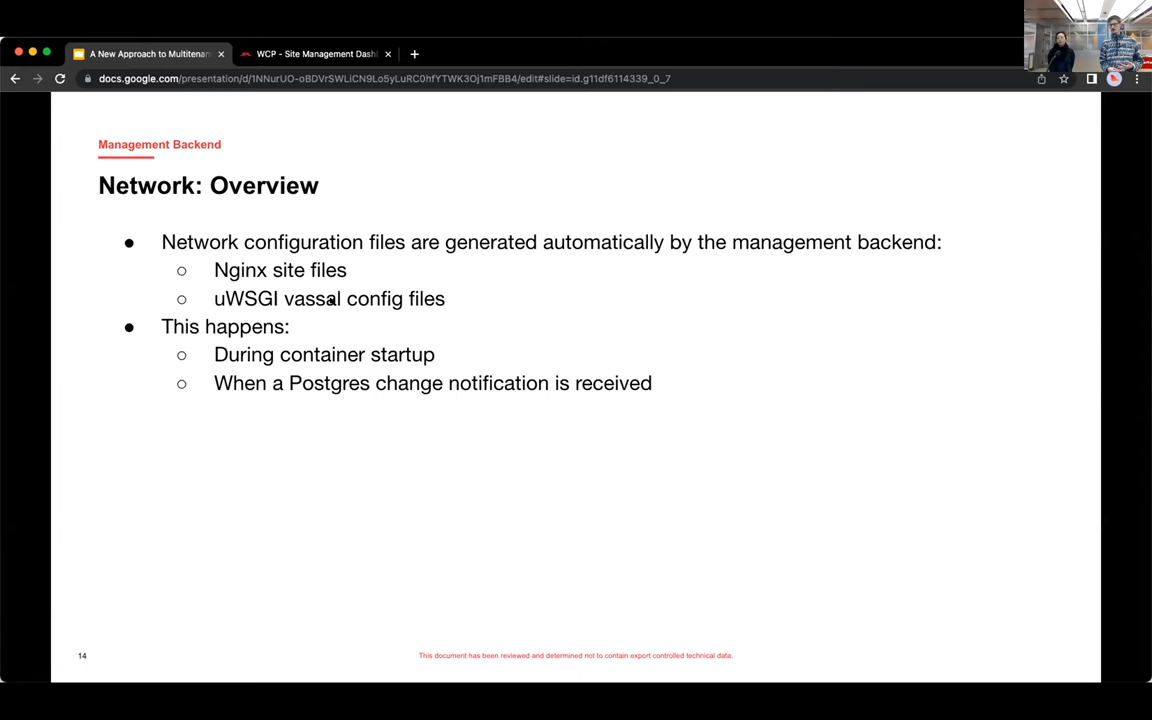 A New Approach to Multitenan
WCP - Site Management Dash
docs.google.com/presentation/d/1NNurUO-oBDVrSWLiCN9Lo5yLuRC0hfYTWK3Oj1mFBB4/edit#slide=id.g11df6114339_0_7
Management Backend
Network: Overview
● Network configuration files are generated automatically by the management backend:
○ Nginx site files
○ uWSGI vassal config files
● This happens:
○ During container startup
○ When a Postgres change notification is received
14
This document has been reviewed and determined not to contain export controlled technical data.